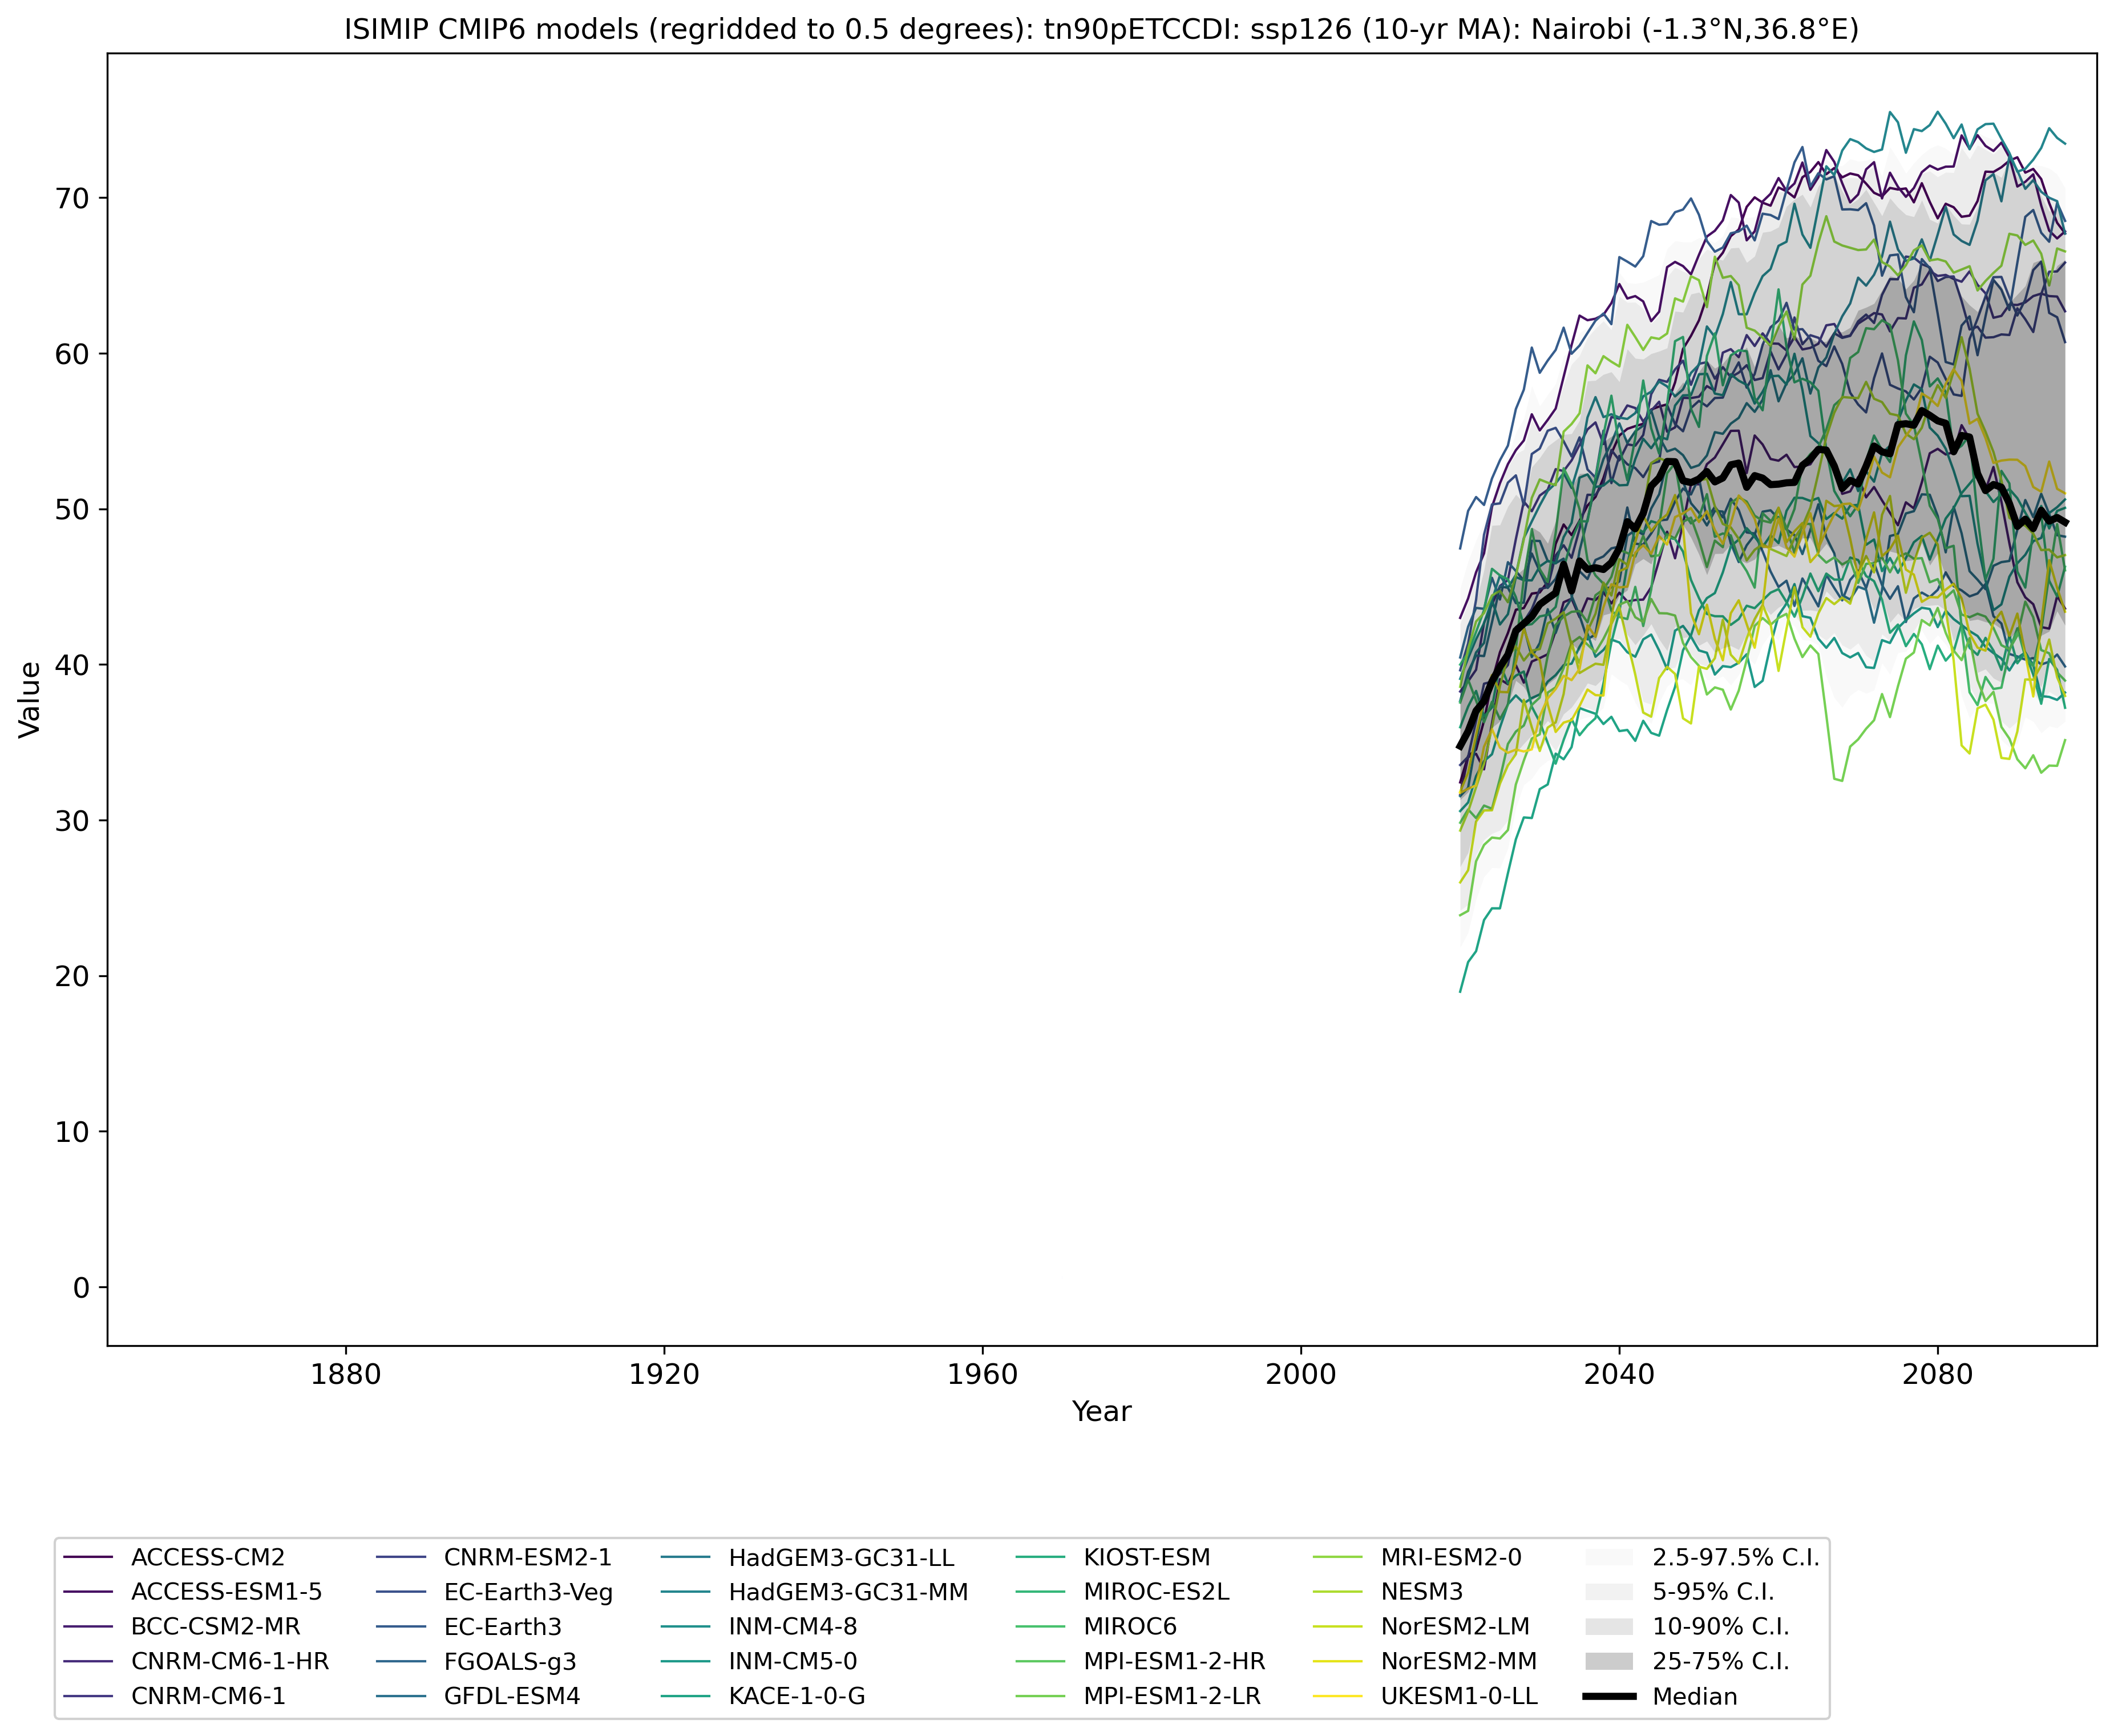 ISIMIP CMIP6 models (regridded to 0.5 degrees): tn90pETCCDI: ssp126 (10-yr MA): Nairobi (-1.3°N,36.8°E)
70
60
50
40
30
20
10
0
Value
1880 1920 1960 2000 2040 2080
Year
ACCESS-CM2
ACCESS-ESM1-5
BCC-CSM2-MR
CNRM-CM6-1-HR
CNRM-CM6-1
CNRM-ESM2-1
EC-Earth3-Veg
EC-Earth3
FGOALS-g3
GFDL-ESM4
HadGEM3-GC31-LL
HadGEM3-GC31-MM
INM-CM4-8
INM-CM5-0
KACE-1-0-G
KIOST-ESM
MIROC-ES2L
MIROC6
MPI-ESM1-2-HR
MPI-ESM1-2-LR
MRI-ESM2-0
NESM3
NorESM2-LM
NorESM2-MM
UKESM1-0-LL
2.5-97.5% C.I.
5-95% C.I.
10-90% C.I.
25-75% C.I.
Median